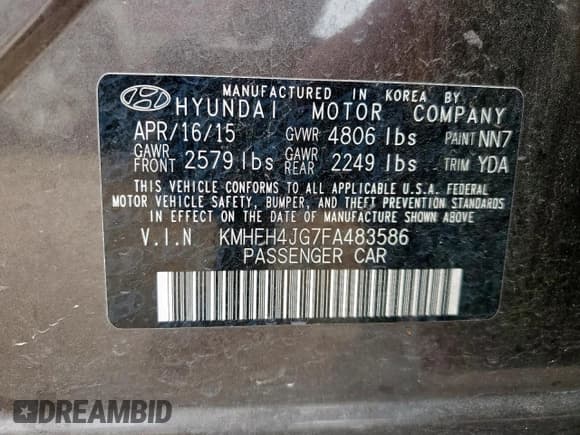 MANUFACTURED IN KOREA BY
HYUNDAI MOTOR COMPANY
APR/16/15 GVWR 4806 lbs PAINT NN7
GAWR FRONT 2579 lbs GAWR REAR 2249 lbs TRIM YDA
THIS VEHICLE CONFORMS TO ALL APPLICABLE U.S.A. FEDERAL
MOTOR VEHICLE SAFETY, BUMPER, AND THEFT PREVENTION STANDARDS
IN EFFECT ON THE DATE OF MANUFACTURE SHOWN ABOVE
V.I.N KMHFH4JG7FA483586
PASSENGER CAR
DREAMBID